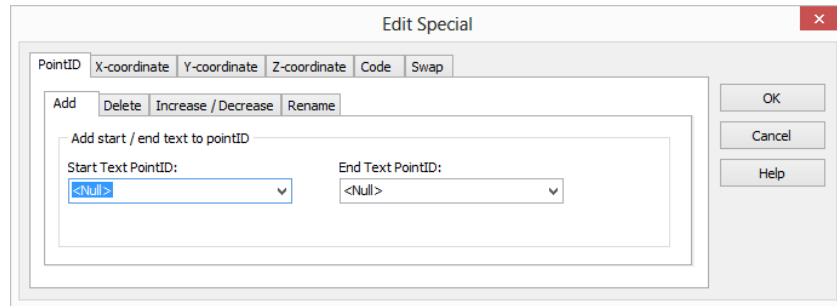 Edit Special
PointID X-coordinate Y-coordinate Z-coordinate Code Swap
Add Delete Increase / Decrease Rename
Add start / end text to pointID
Start Text PointID: End Text PointID:
<Null> <Null>
OK
Cancel
Help